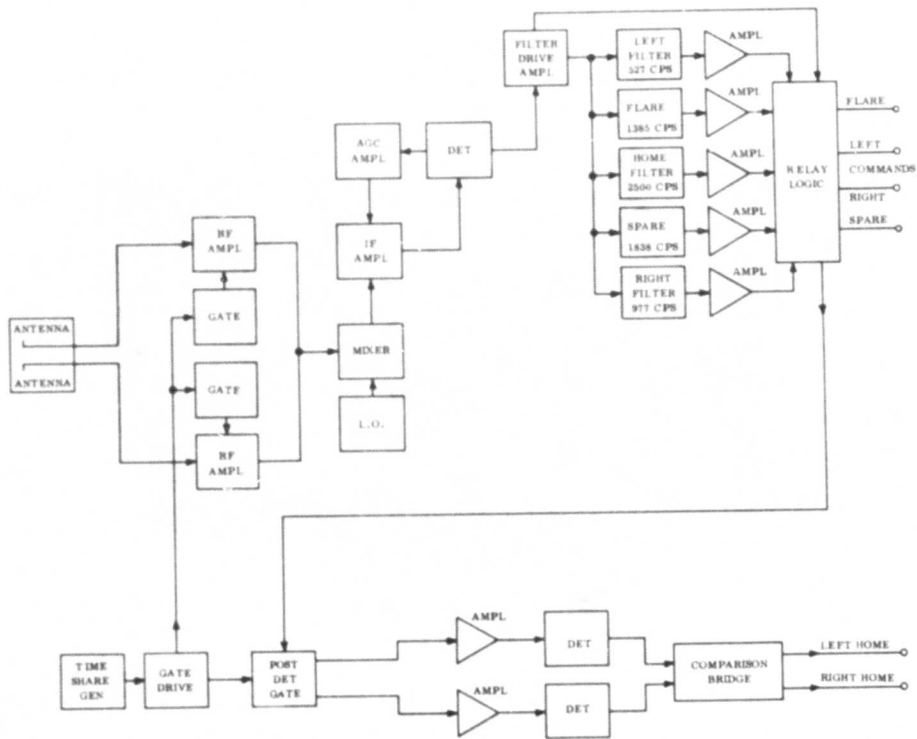 FILTER
DRIVE
AMPL
LEFT
FILTER
527 CPS
AMPL
FLARE
1385 CPS
AMPL
HOME
FILTER
2500 CPS
AMPL
SPARE
1838 CPS
AMPL
RIGHT
FILTER
977 CPS
AMPL
RELAY
LOGIC
FLARE
LEFT
COMMANDS
RIGHT
SPARE
AGC
AMPL
DET
IF
AMPL
MIXER
L.O.
RF
AMPL
GATE
GATE
RF
AMPL
ANTENNA
ANTENNA
TIME
SHARE
GEN
GATE
DRIVE
POST
DET
GATE
AMPL
DET
AMPL
DET
COMPARISON
BRIDGE
LEFT HOME
RIGHT HOME